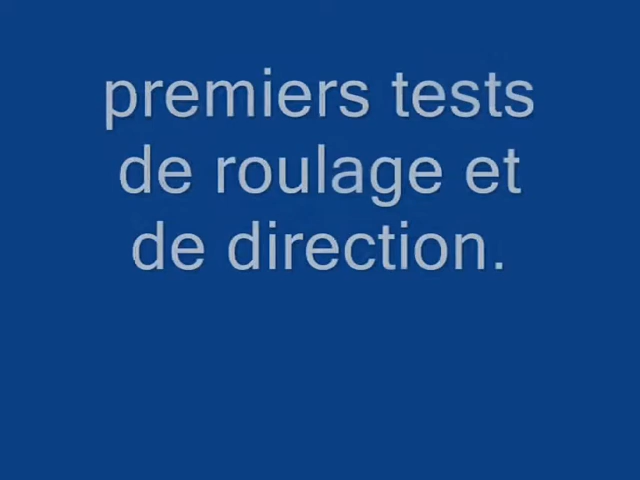 premiers tests
de roulage et
de direction.